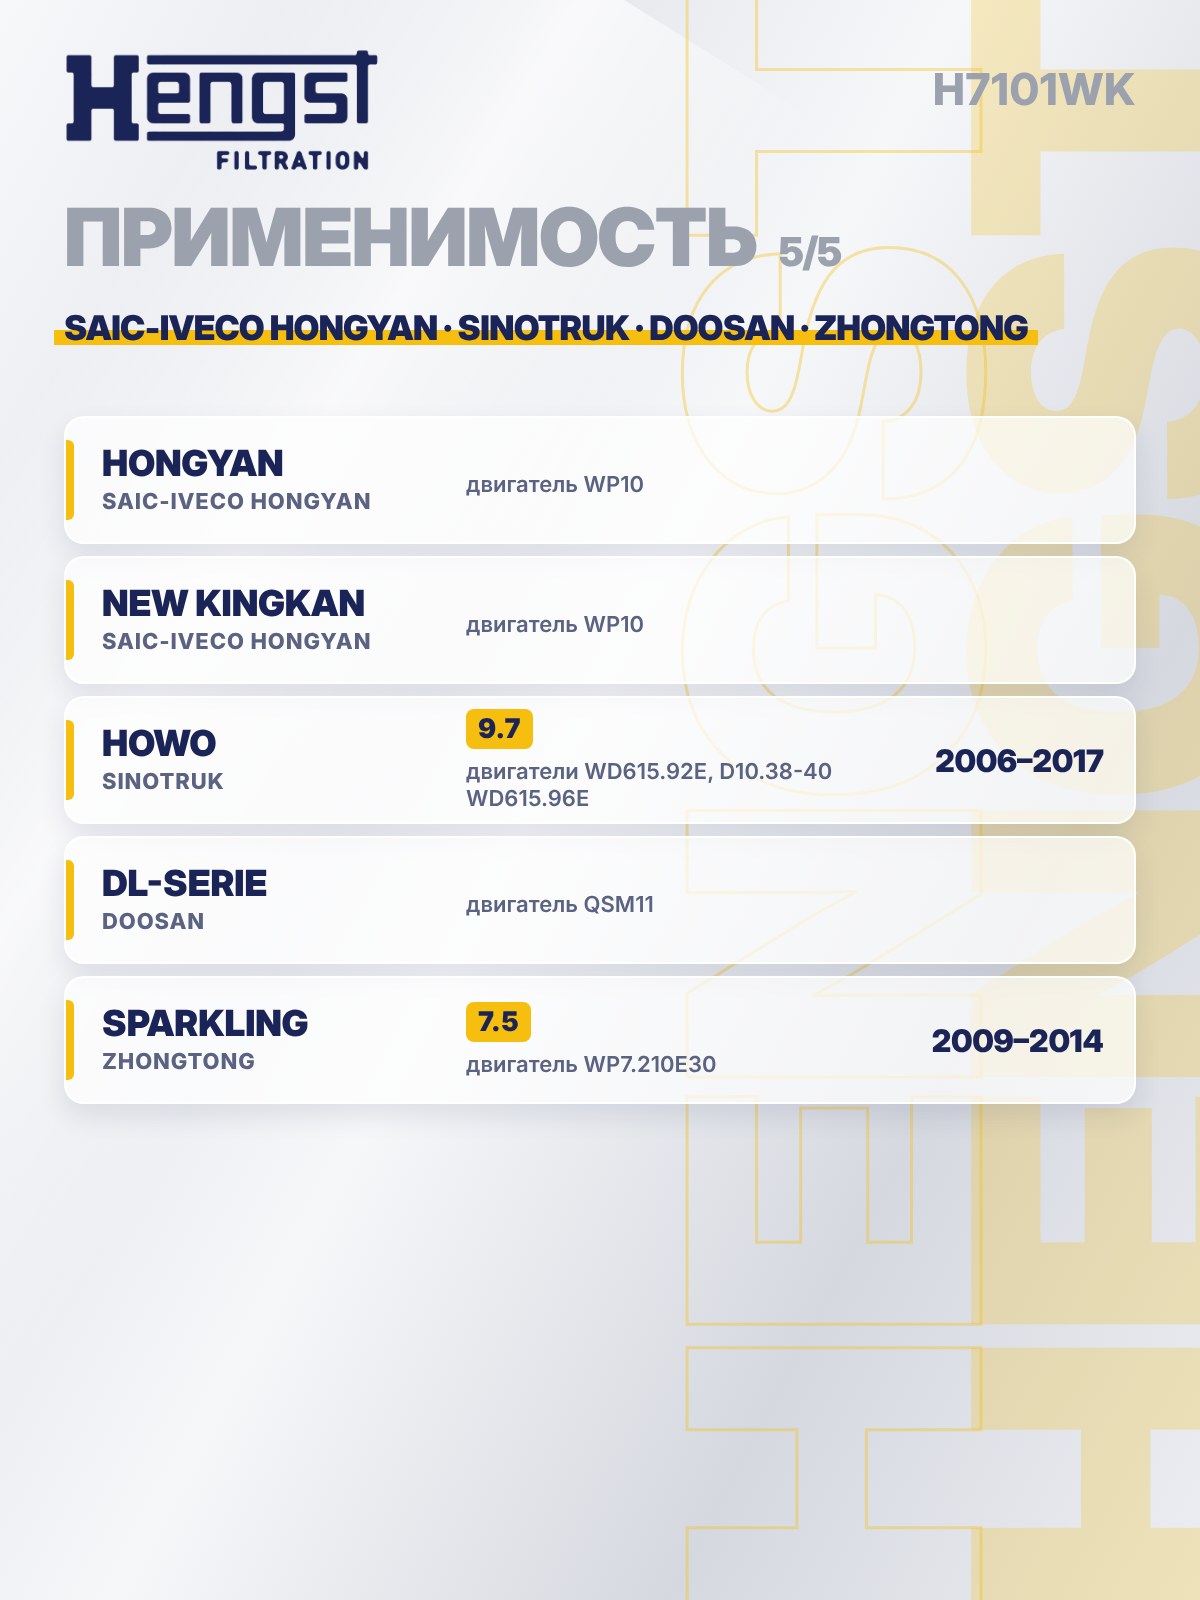 Hengst
FILTRATION
H7101WK
ПРИМЕНИМОСТЬ 5/5
SAIC-IVECO HONGYAN · SINOTRUK · DOOSAN · ZHONGTONG
HONGYAN
SAIC-IVECO HONGYAN
двигатель WP10
NEW KINGKAN
SAIC-IVECO HONGYAN
двигатель WP10
HOWO
SINOTRUK
9.7
двигатели WD615.92E, D10.38-40
WD615.96E
2006–2017
DL-SERIE
DOOSAN
двигатель QSM11
SPARKLING
ZHONGTONG
7.5
двигатель WP7.210E30
2009–2014
HENGST
HENGST